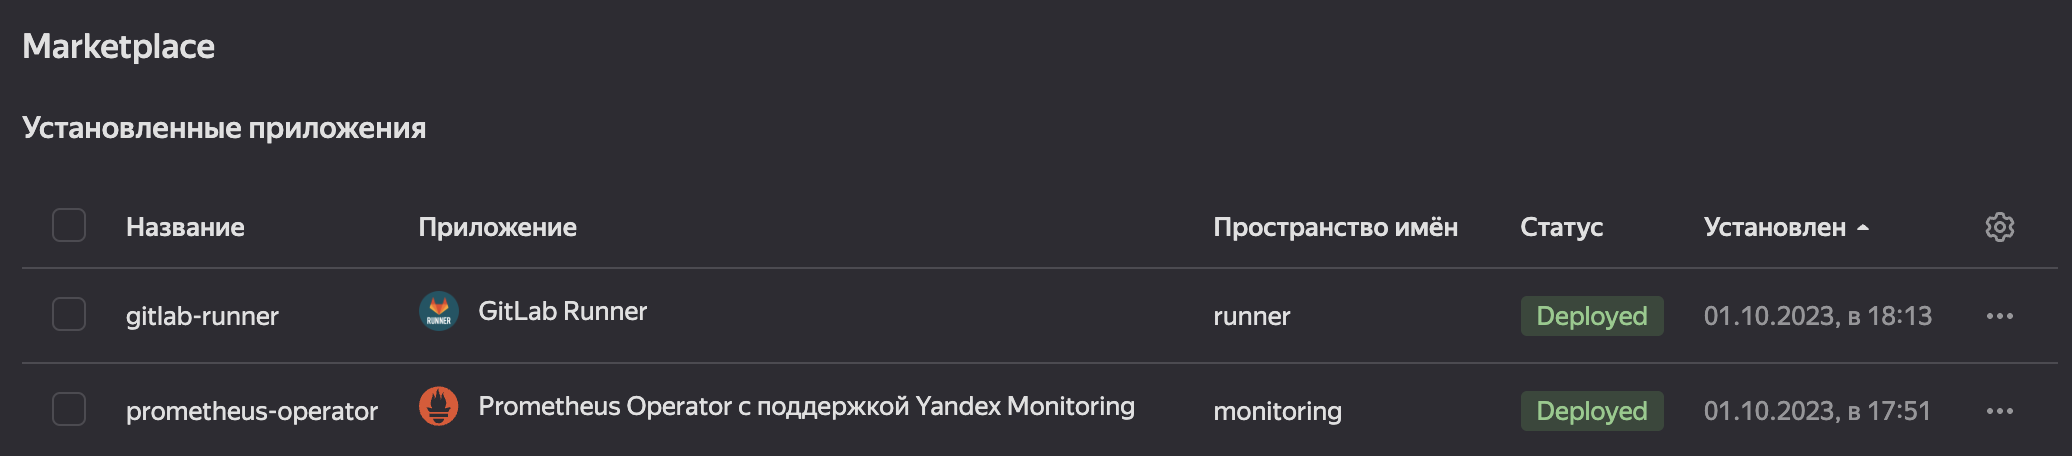 Marketplace
Установленные приложения
Название Приложение Пространство имён Статус Установлен
gitlab-runner RUNNER GitLab Runner runner Deployed 01.10.2023, в 18:13
prometheus-operator Prometheus Operator с поддержкой Yandex Monitoring monitoring Deployed 01.10.2023, в 17:51